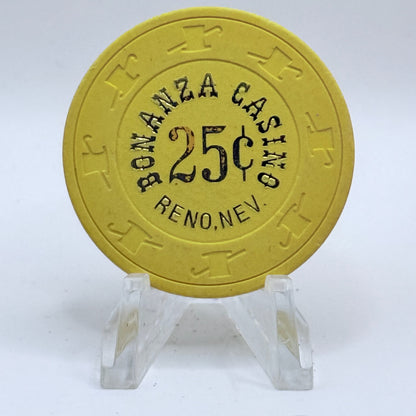 BONANZA CASINO
25¢
RENO, NEV.